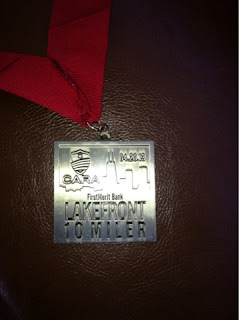 CARA
FirstMerit Bank
LAKEFRONT
10 MILER